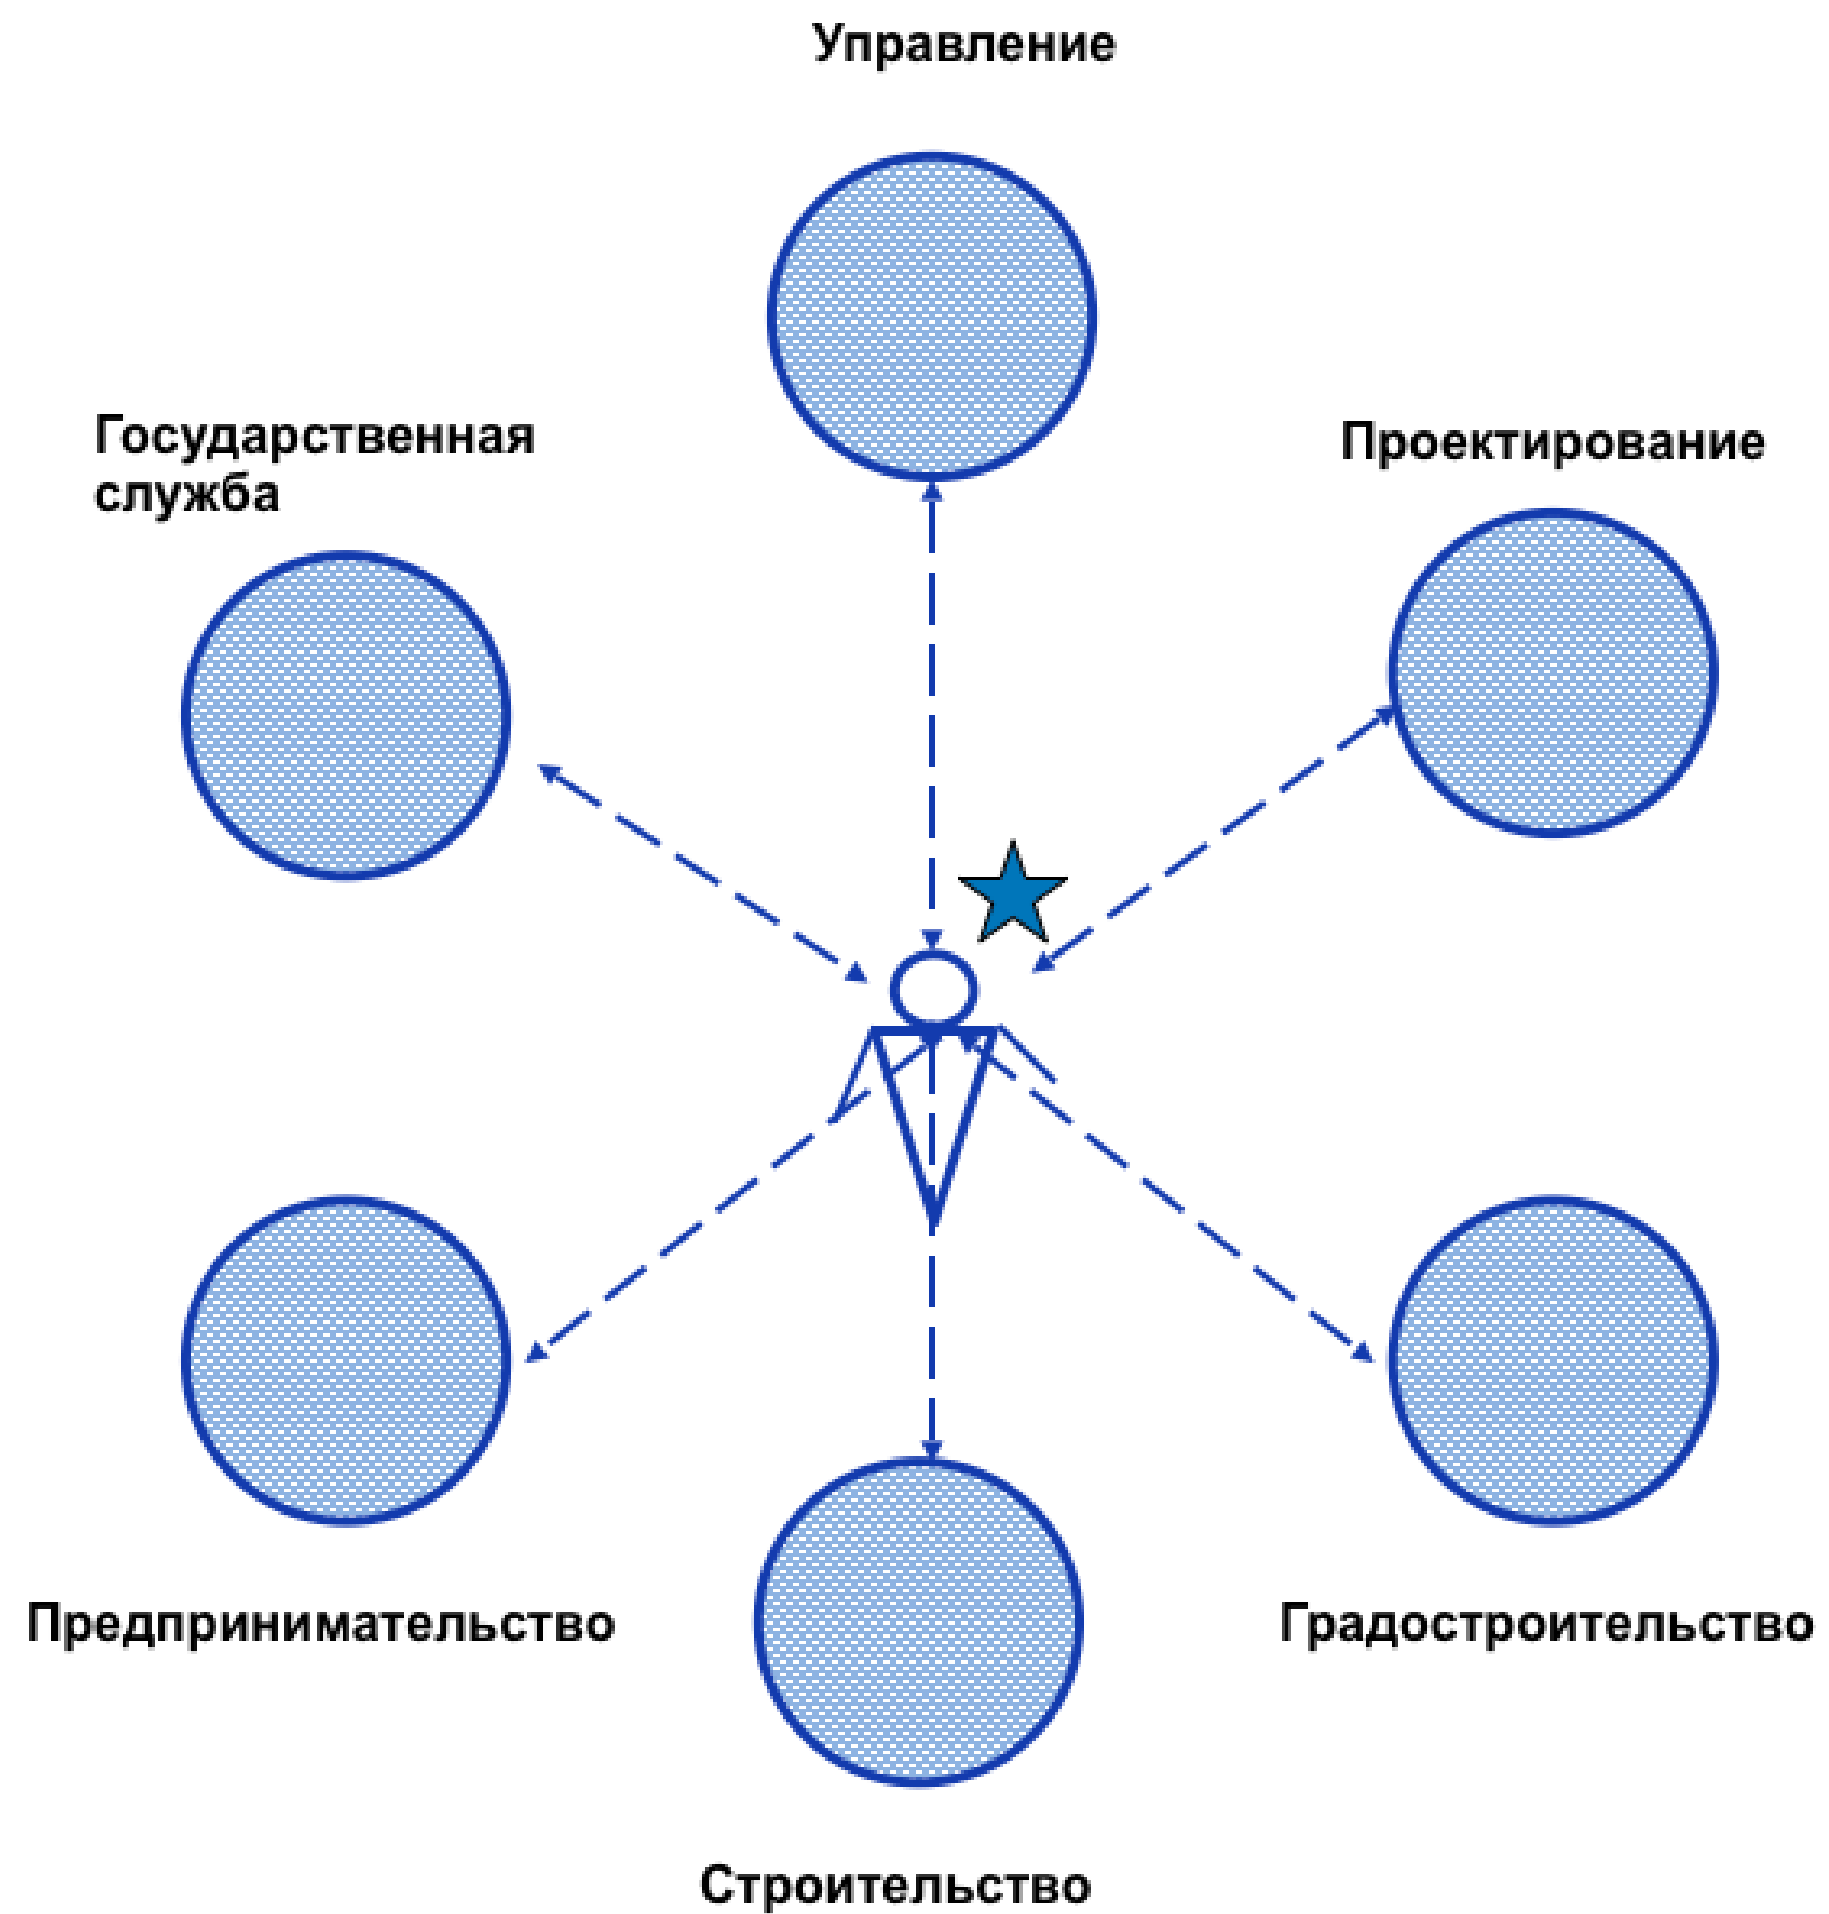 Управление
Государственная
служба
Проектирование
Предпринимательство
Градостроительство
Строительство